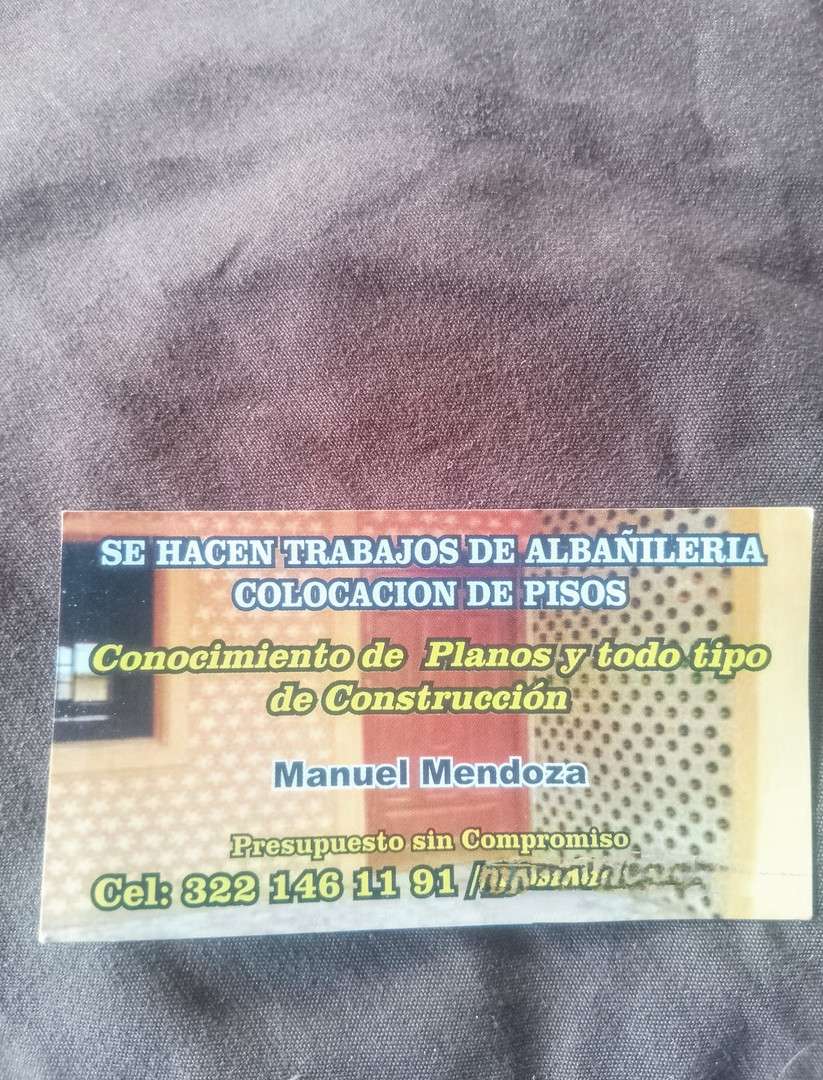 SE HACEN TRABAJOS DE ALBAÑILERIA
COLOCACION DE PISOS
Conocimiento de Planos y todo tipo
de Construcción
Manuel Mendoza
Presupuesto sin Compromiso
Cel: 322 146 11 91 /